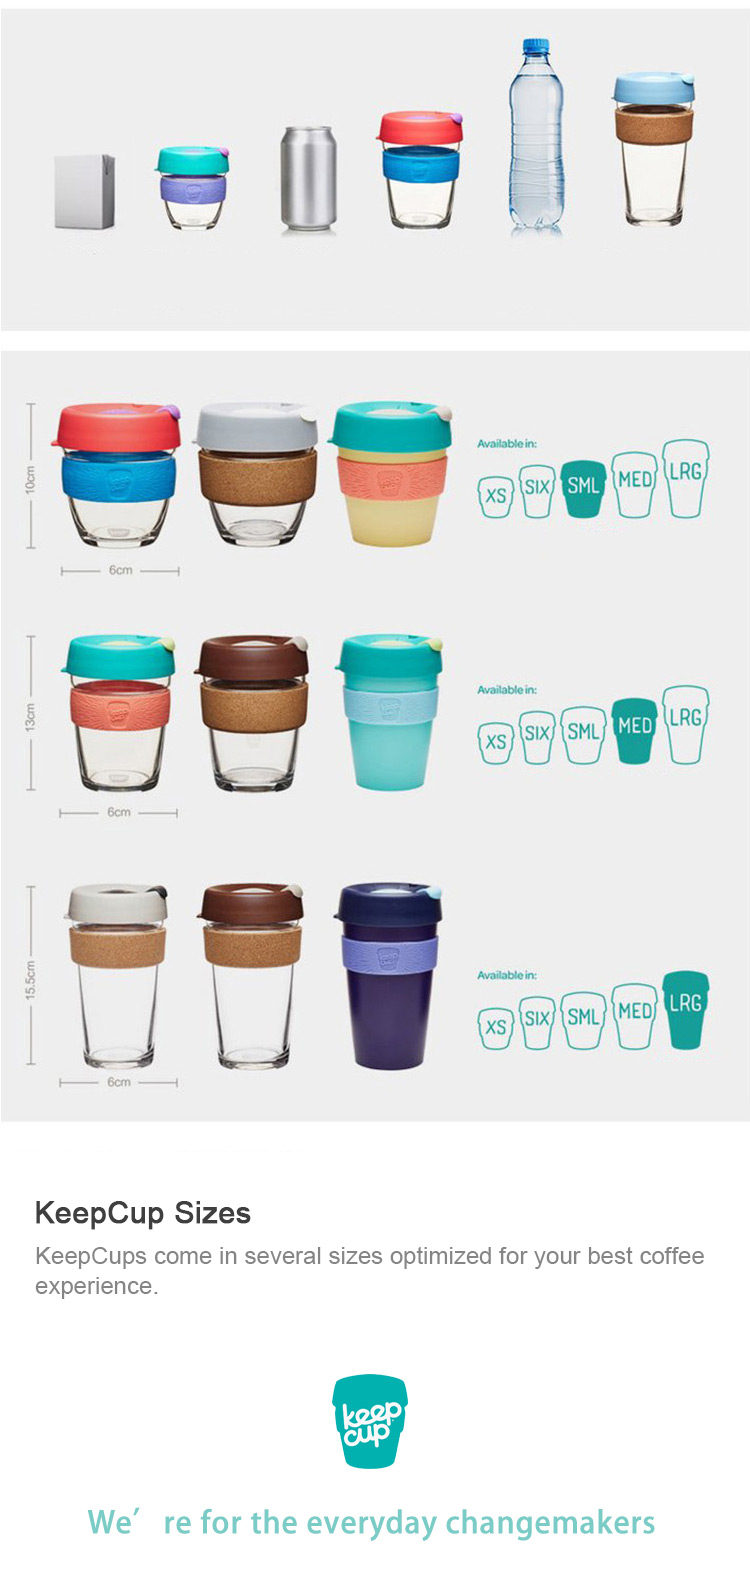 Available in:
10cm
XS SIX SML MED LRG
6cm
Available in:
13cm
XS SIX SML MED LRG
6cm
Available in:
15.5cm
XS SIX SML MED LRG
6cm
KeepCup Sizes
KeepCups come in several sizes optimized for your best coffee
experience.
keep
cup
We’ re for the everyday changemakers